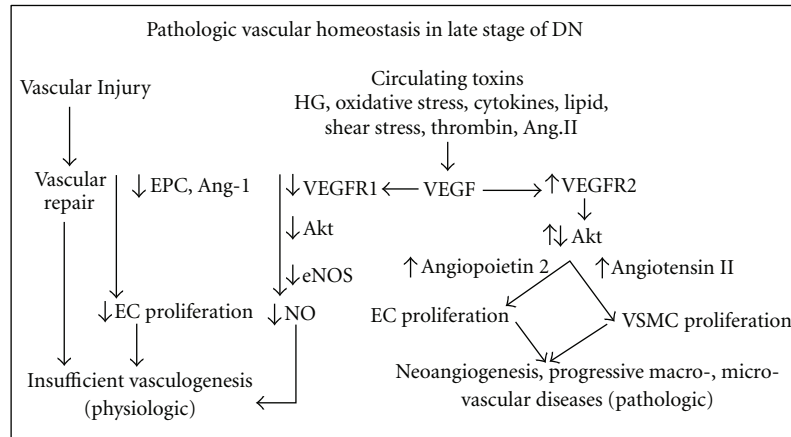 Pathologic vascular homeostasis in late stage of DN
Circulating toxins
HG, oxidative stress, cytokines, lipid,
shear stress, thrombin, Ang.II
Vascular Injury
Vascular
repair
↓ EPC, Ang-1
↓ VEGFR1 ← VEGF → ↑ VEGFR2
↓ Akt
↑↓ Akt
↑ Angiopoietin 2
↑ Angiotensin II
↓ eNOS
↓ EC proliferation
↓ NO
EC proliferation
VSMC proliferation
Insufficient vasculogenesis
(physiologic)
Neoangiogenesis, progressive macro-, micro-
vascular diseases (pathologic)